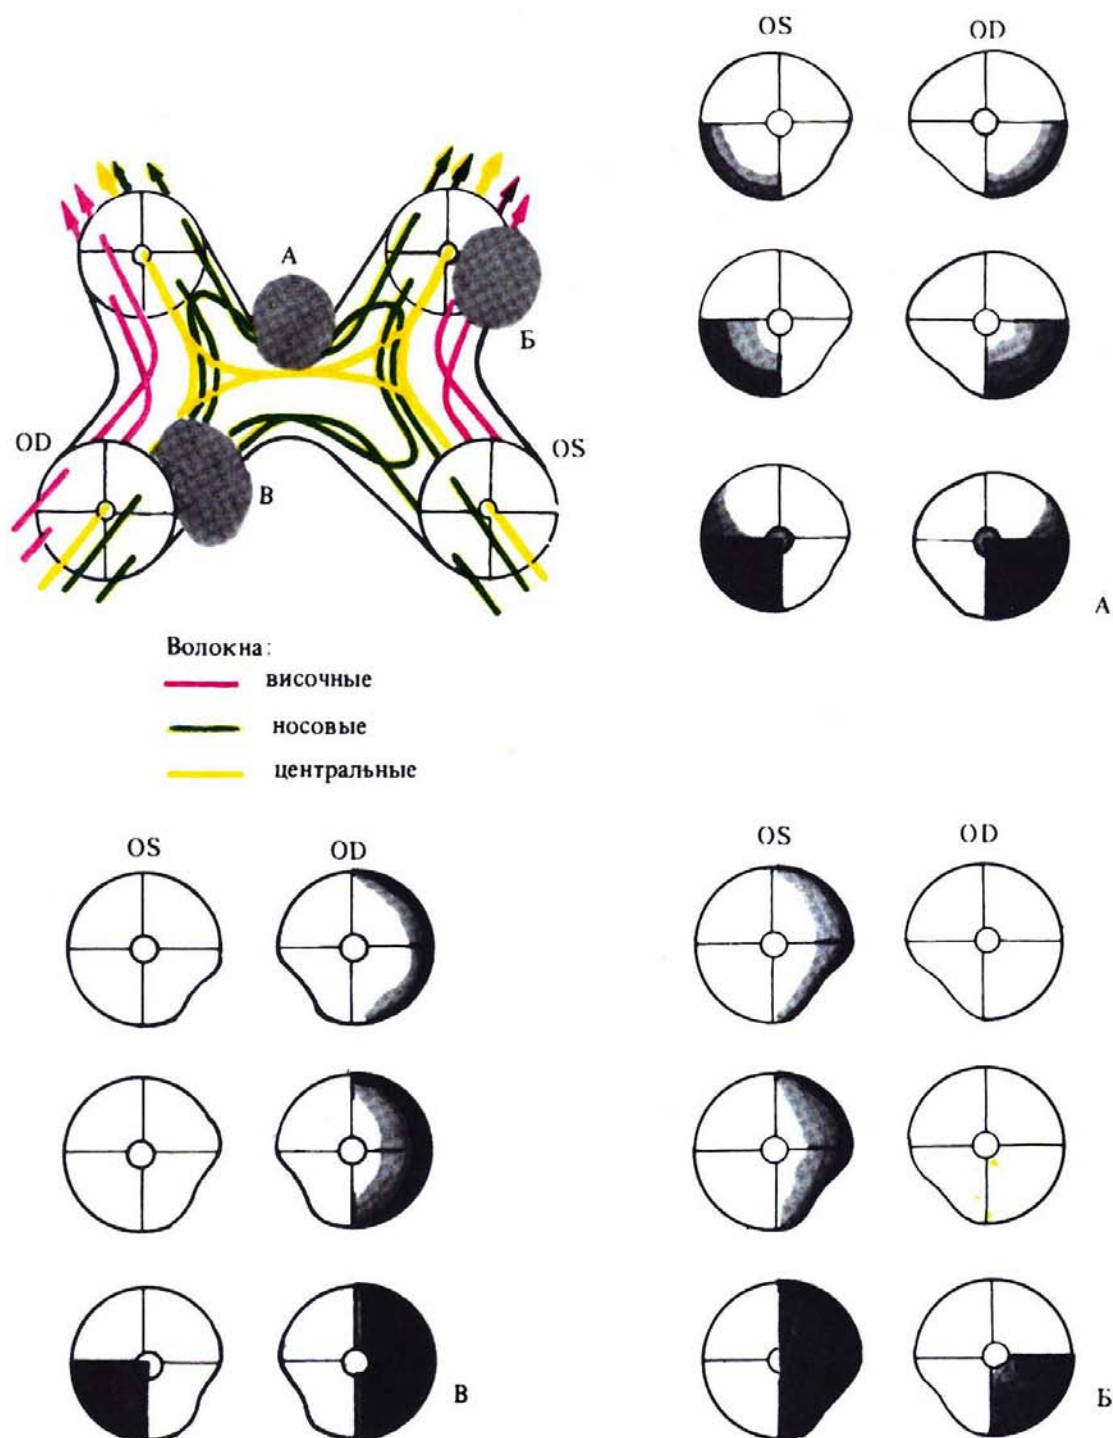 OS OD
А
Б
OD OS
В
А
Волокна:
височные
носовые
центральные
OS OD
OS OD
В
Б